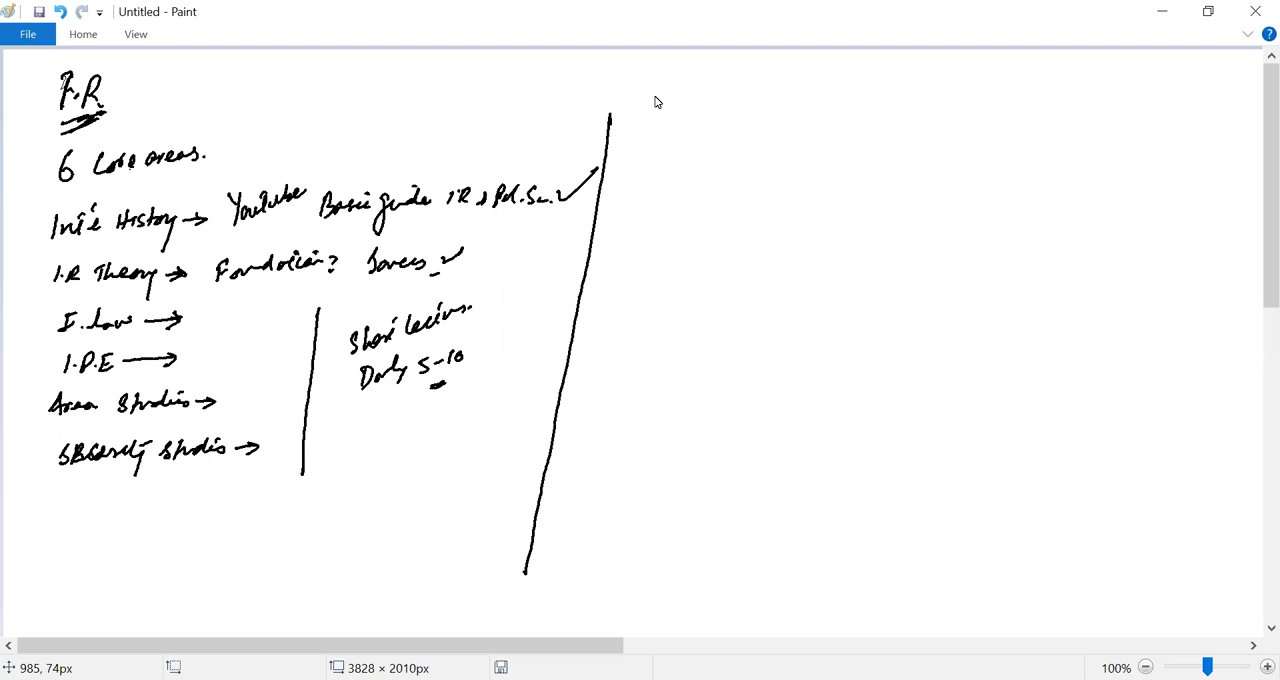 Untitled - Paint
File Home View
I.R
6 Core areas.
Int'l History → YouTube Basic guide I.R & Pol. Sc.
I.R Theory → Foundation? Sources
I. law →
I.P.E →
Area Studies →
Security Studies →
Short Lectures.
Daily 5-10
985, 74px
3828 × 2010px
100%